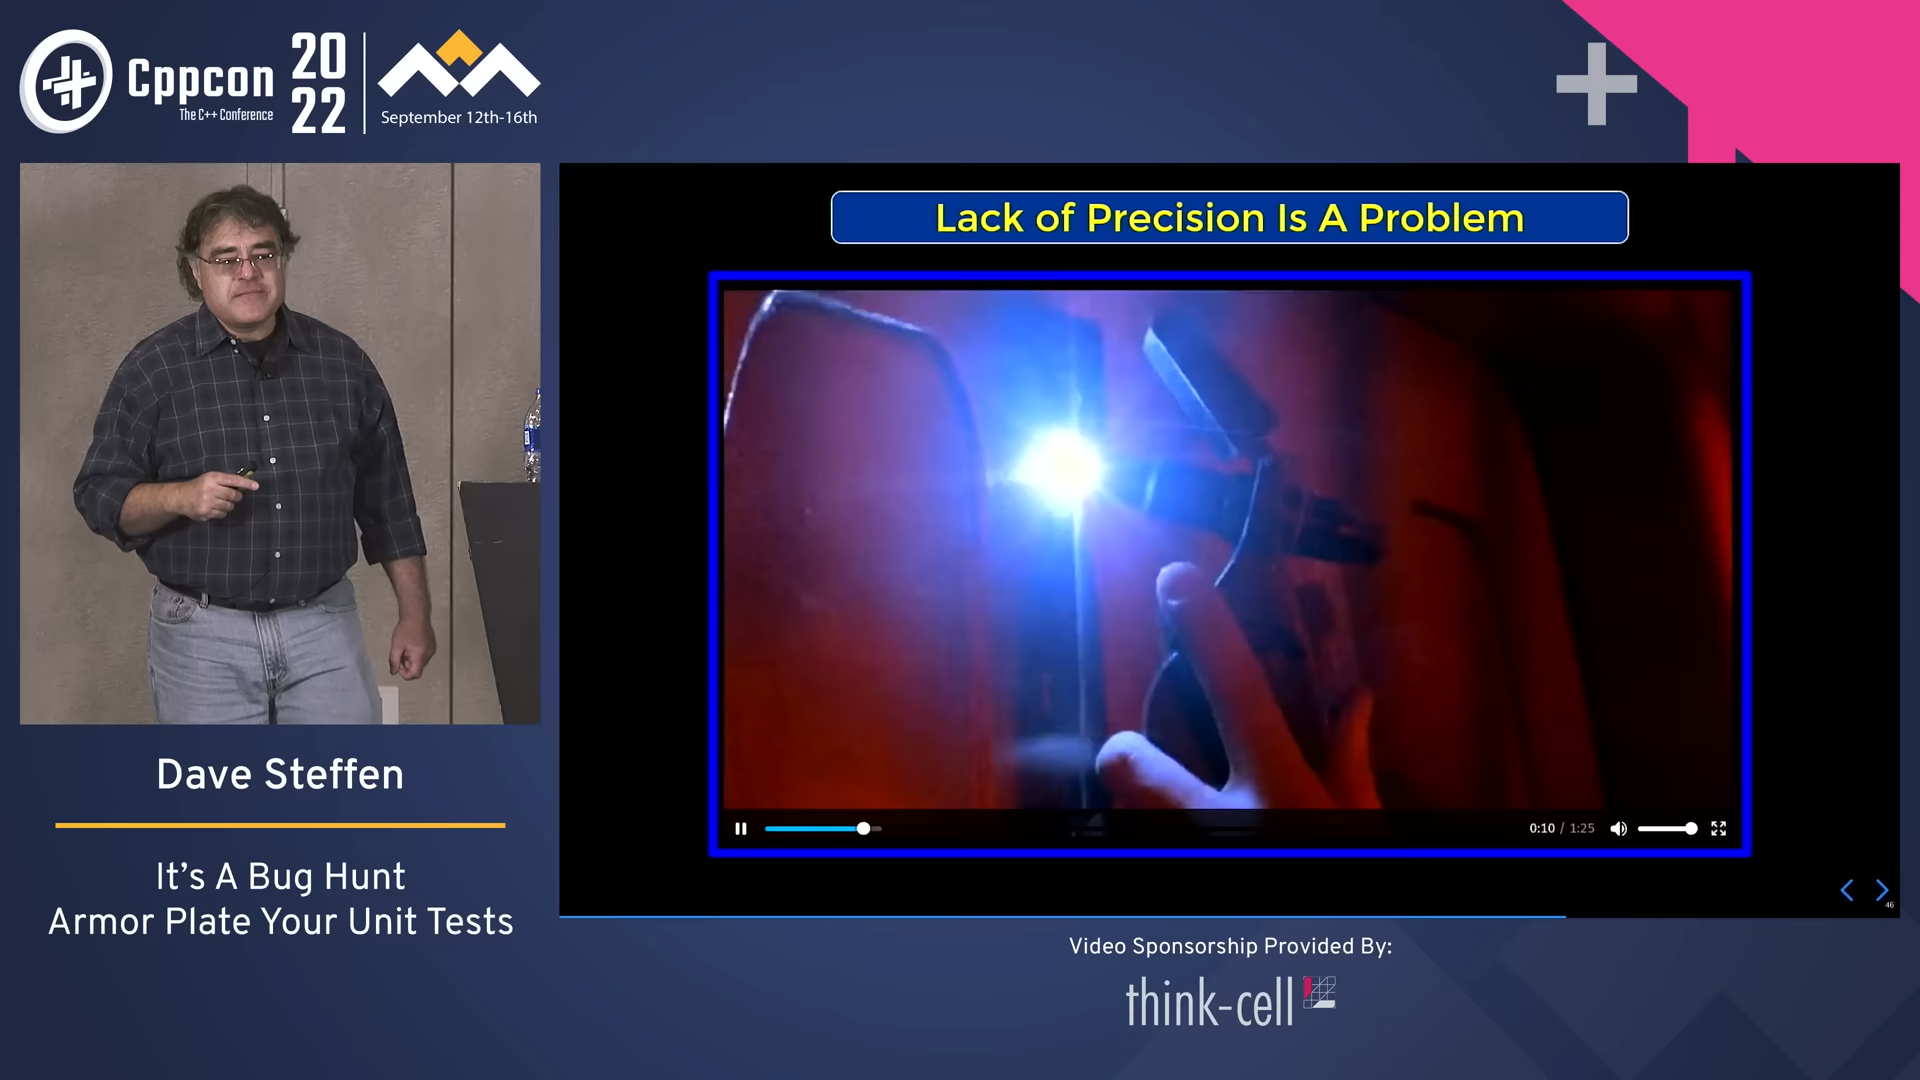 Cppcon
The C++ Conference
20
22
September 12th-16th
Lack of Precision Is A Problem
0:10 / 1:25
46
Dave Steffen
It's A Bug Hunt
Armor Plate Your Unit Tests
Video Sponsorship Provided By:
think-cell